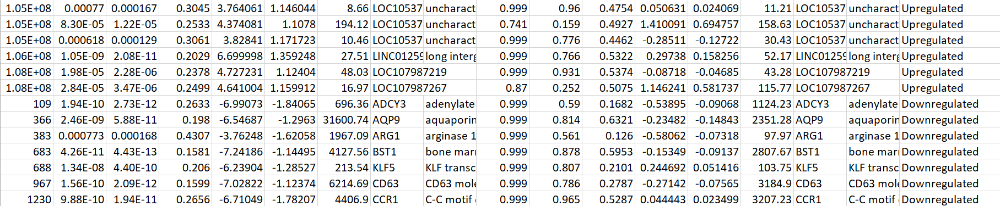 1.05E+08 0.00077 0.000167 0.3045 3.764061 1.146044 8.66 LOC10537 uncharact 0.999 0.96 0.4754 0.050631 0.024069 11.21 LOC10537 uncharact Upregulated
1.05E+08 8.30E-05 1.22E-05 0.2533 4.374081 1.1078 194.12 LOC10537 uncharact 0.741 0.159 0.4927 1.410091 0.694757 158.63 LOC10537 uncharact Upregulated
1.05E+08 0.000618 0.000129 0.3061 3.82841 1.171723 10.46 LOC10537 uncharact 0.999 0.776 0.4462 -0.28511 -0.12722 30.43 LOC10537 uncharact Upregulated
1.06E+08 1.05E-09 2.08E-11 0.2029 6.699998 1.359248 27.51 LINC01259 long interg 0.999 0.766 0.5322 0.29738 0.158256 52.17 LINC01259 long interg Upregulated
1.08E+08 1.98E-05 2.28E-06 0.2378 4.727231 1.12404 48.03 LOC107987219 0.999 0.931 0.5374 -0.08718 -0.04685 43.28 LOC107987219 Upregulated
1.08E+08 2.84E-05 3.47E-06 0.2499 4.641004 1.159912 16.97 LOC107987267 0.87 0.252 0.5075 1.146241 0.581737 115.77 LOC107987267 Upregulated
109 1.94E-10 2.73E-12 0.2633 -6.99073 -1.84065 696.36 ADCY3 adenylate 0.999 0.59 0.1682 -0.53895 -0.09068 1124.23 ADCY3 adenylate Downregulated
366 2.46E-09 5.88E-11 0.198 -6.54687 -1.2963 31600.74 AQP9 aquaporin 0.999 0.814 0.6321 -0.23482 -0.14843 2351.28 AQP9 aquaporin Downregulated
383 0.000773 0.000168 0.4307 -3.76248 -1.62058 1967.09 ARG1 arginase 1 0.999 0.561 0.126 -0.58062 -0.07318 97.97 ARG1 arginase 1 Downregulated
683 4.26E-11 4.43E-13 0.1581 -7.24186 -1.14495 4127.56 BST1 bone mar 0.999 0.878 0.5953 -0.15349 -0.09137 2807.67 BST1 bone mar Downregulated
688 1.34E-08 4.40E-10 0.206 -6.23904 -1.28527 213.54 KLF5 KLF transc 0.999 0.807 0.2101 0.244692 0.051416 103.75 KLF5 KLF transc Downregulated
967 1.56E-10 2.09E-12 0.1599 -7.02822 -1.12374 6214.69 CD63 CD63 mole 0.999 0.786 0.2787 -0.27142 -0.07565 3184.9 CD63 CD63 mole Downregulated
1230 9.88E-10 1.94E-11 0.2656 -6.71049 -1.78207 4406.9 CCR1 C-C motif 0.999 0.965 0.5287 0.044443 0.023499 3207.23 CCR1 C-C motif Downregulated